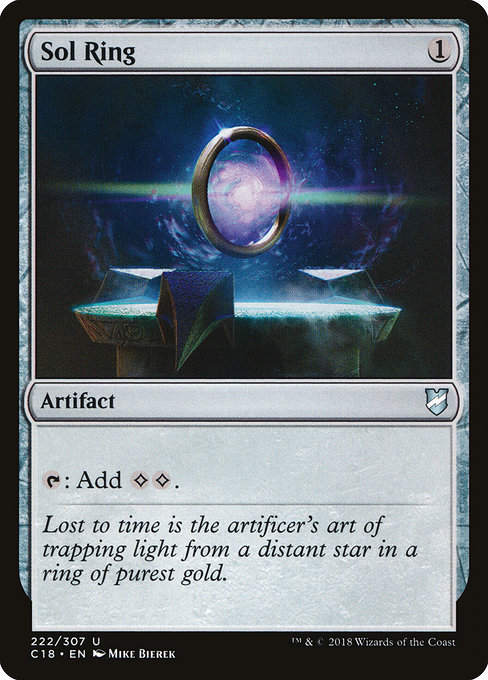 Sol Ring 1
Artifact
: Add .
Lost to time is the artificer's art of
trapping light from a distant star in a
ring of purest gold.
222/307 U
C18 • EN Mike Bierek
™ & © 2018 Wizards of the Coast